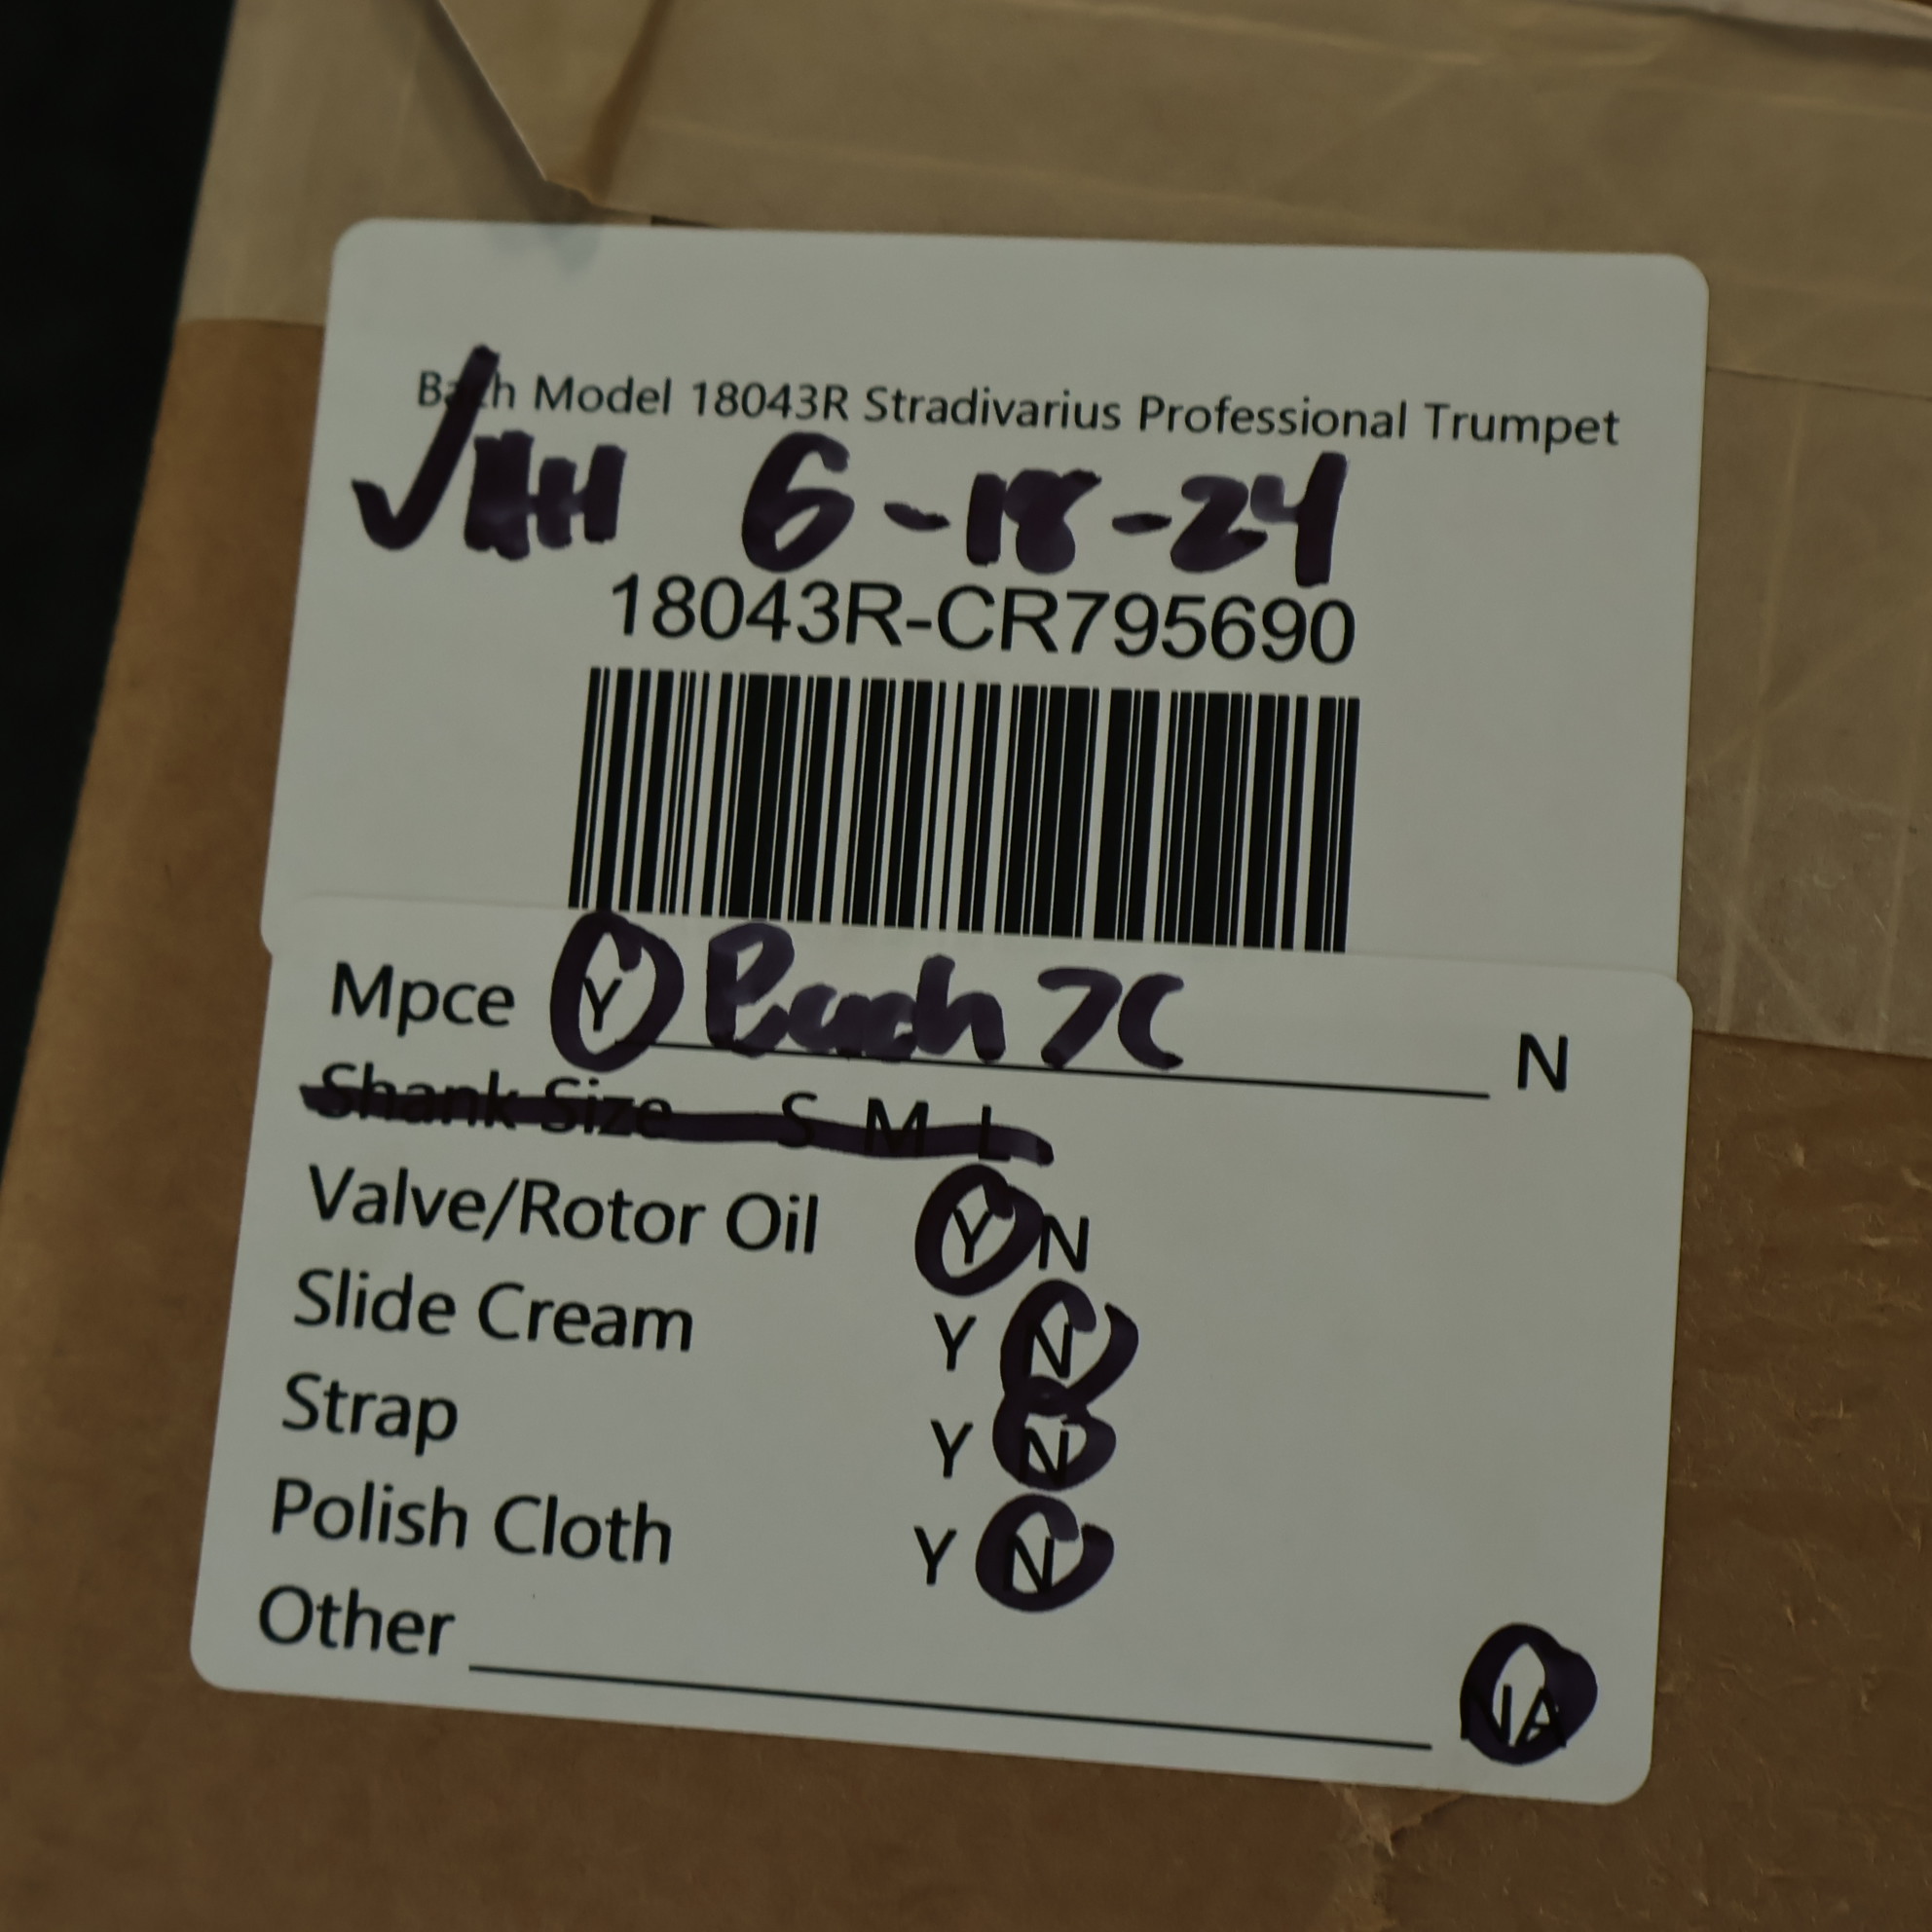 Bach Model 18043R Stradivarius Professional Trumpet
✓ HH 6-18-24
18043R-CR795690
Mpce Y Bach 7C N
Shank Size S M L
Valve/Rotor Oil Y N
Slide Cream Y N
Strap Y N
Polish Cloth Y N
Other NA